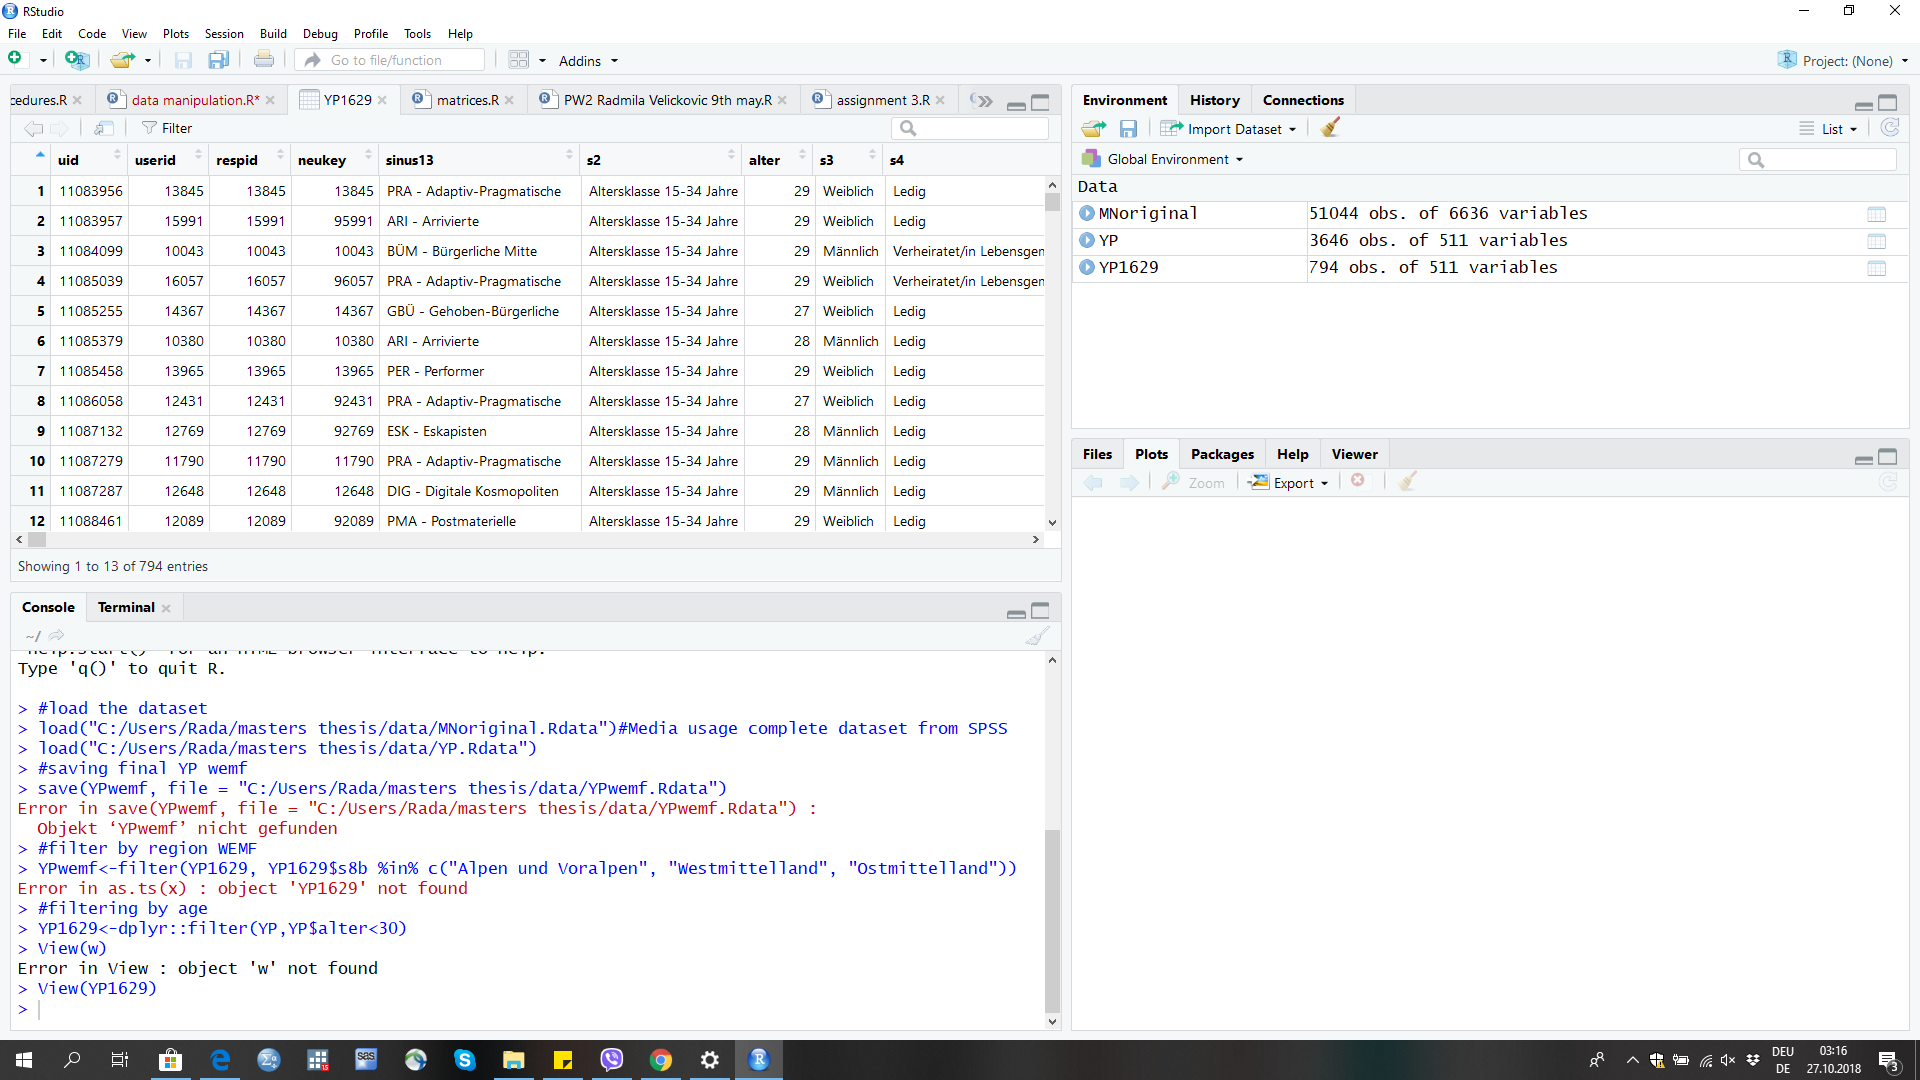 RStudio
File Edit Code View Plots Session Build Debug Profile Tools Help
Go to file/function Addins Project: (None)
cedures.R data manipulation.R* YP1629 matrices.R PW2 Radmila Velickovic 9th may.R assignment 3.R
Filter
uid userid respid neukey sinus13 s2 alter s3 s4
1 11083956 13845 13845 13845 PRA - Adaptiv-Pragmatische Altersklasse 15-34 Jahre 29 Weiblich Ledig
2 11083957 15991 15991 95991 ARI - Arrivierte Altersklasse 15-34 Jahre 29 Weiblich Ledig
3 11084099 10043 10043 10043 BÜM - Bürgerliche Mitte Altersklasse 15-34 Jahre 29 Männlich Verheiratet/in Lebensgen
4 11085039 16057 16057 96057 PRA - Adaptiv-Pragmatische Altersklasse 15-34 Jahre 29 Weiblich Verheiratet/in Lebensgen
5 11085255 14367 14367 14367 GBÜ - Gehoben-Bürgerliche Altersklasse 15-34 Jahre 27 Weiblich Ledig
6 11085379 10380 10380 10380 ARI - Arrivierte Altersklasse 15-34 Jahre 28 Männlich Ledig
7 11085458 13965 13965 13965 PER - Performer Altersklasse 15-34 Jahre 29 Weiblich Ledig
8 11086058 12431 12431 92431 PRA - Adaptiv-Pragmatische Altersklasse 15-34 Jahre 27 Weiblich Ledig
9 11087132 12769 12769 92769 ESK - Eskapisten Altersklasse 15-34 Jahre 28 Männlich Ledig
10 11087279 11790 11790 11790 PRA - Adaptiv-Pragmatische Altersklasse 15-34 Jahre 29 Männlich Ledig
11 11087287 12648 12648 12648 DIG - Digitale Kosmopoliten Altersklasse 15-34 Jahre 29 Männlich Ledig
12 11088461 12089 12089 92089 PMA - Postmaterielle Altersklasse 15-34 Jahre 29 Weiblich Ledig
Showing 1 to 13 of 794 entries
Console Terminal
~/
'help.start()' for an HTML browser interface to help.
Type 'q()' to quit R.
> #load the dataset
> load("C:/Users/Rada/masters thesis/data/MNoriginal.Rdata")#Media usage complete dataset from SPSS
> load("C:/Users/Rada/masters thesis/data/YP.Rdata")
> #saving final YP wemf
> save(YPwemf, file = "C:/Users/Rada/masters thesis/data/YPwemf.Rdata")
Error in save(YPwemf, file = "C:/Users/Rada/masters thesis/data/YPwemf.Rdata") :
Objekt ‘YPwemf’ nicht gefunden
> #filter by region WEMF
> YPwemf<-filter(YP1629, YP1629$s8b %in% c("Alpen und Voralpen", "Westmittelland", "Ostmittelland"))
Error in as.ts(x) : object 'YP1629' not found
> #filtering by age
> YP1629<-dplyr::filter(YP,YP$alter<30)
> View(w)
Error in View : object 'w' not found
> View(YP1629)
>
Environment History Connections
Import Dataset List
Global Environment
Data
MNoriginal 51044 obs. of 6636 variables
YP 3646 obs. of 511 variables
YP1629 794 obs. of 511 variables
Files Plots Packages Help Viewer
Zoom Export
sas
DEU 03:16
DE 27.10.2018 3